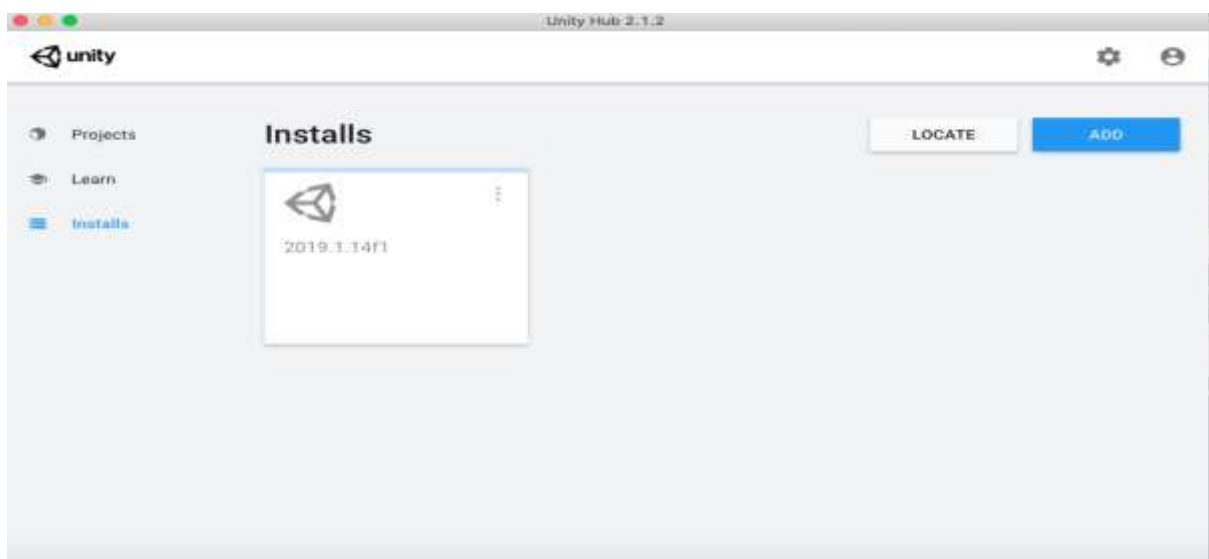 Unity Hub 2.1.2
unity
Projects
Learn
Installs
Installs
LOCATE
ADD
2019.1.14f1